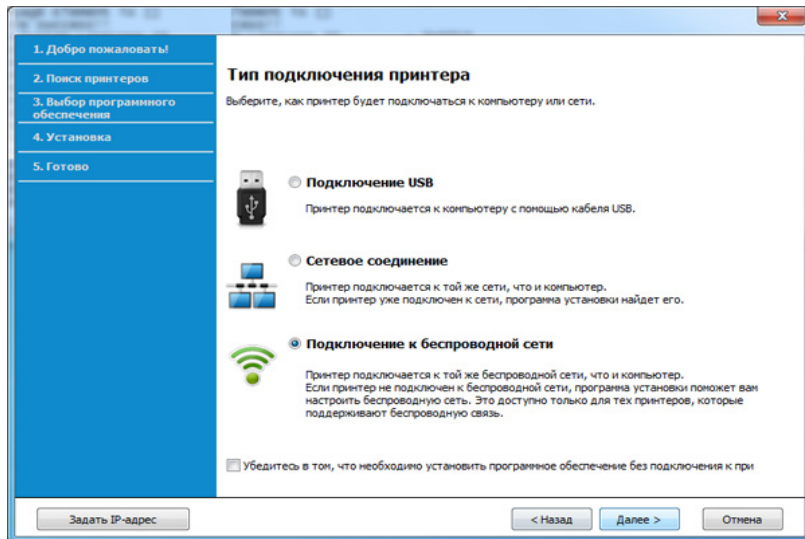 1. Добро пожаловать!
2. Поиск принтеров
3. Выбор программного
обеспечения
4. Установка
5. Готово
Тип подключения принтера
Выберите, как принтер будет подключаться к компьютеру или сети.
Подключение USB
Принтер подключается к компьютеру с помощью кабеля USB.
Сетевое соединение
Принтер подключается к той же сети, что и компьютер.
Если принтер уже подключен к сети, программа установки найдет его.
Подключение к беспроводной сети
Принтер подключается к той же беспроводной сети, что и компьютер.
Если принтер не подключен к беспроводной сети, программа установки поможет вам
настроить беспроводную сеть. Это доступно только для тех принтеров, которые
поддерживают беспроводную связь.
Убедитесь в том, что необходимо установить программное обеспечение без подключения к при
Задать IP-адрес
< Назад
Далее >
Отмена